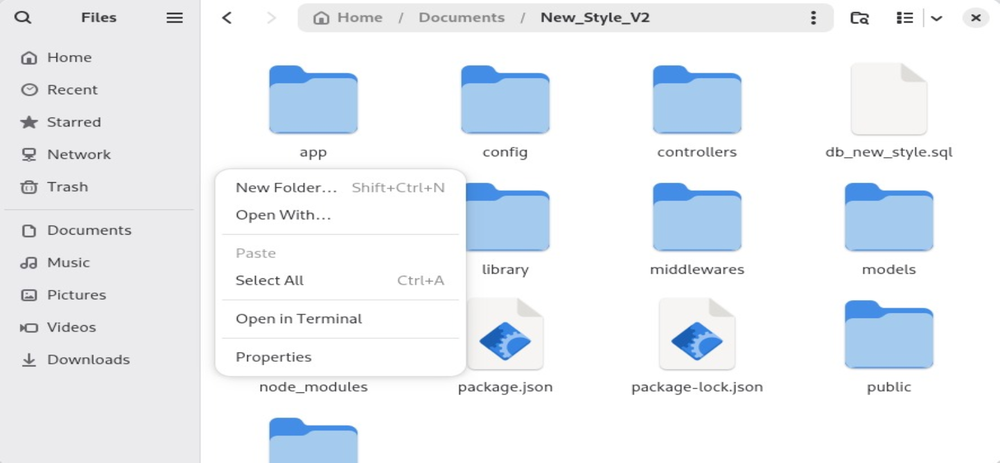 Files
Home / Documents / New_Style_V2
Home
Recent
Starred
Network
Trash
Documents
Music
Pictures
Videos
Downloads
app config controllers db_new_style.sql
New Folder... Shift+Ctrl+N
Open With...
Paste
Select All Ctrl+A
Open in Terminal
Properties
library middlewares models
node_modules package.json package-lock.json public